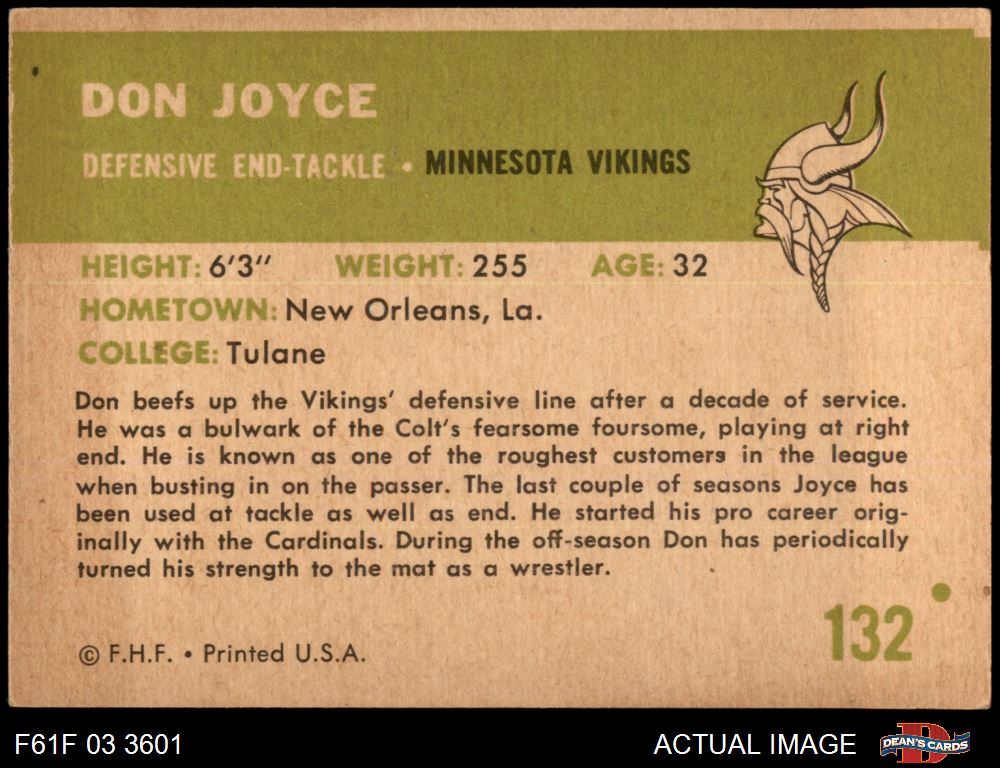 DON JOYCE
DEFENSIVE END-TACKLE • MINNESOTA VIKINGS
HEIGHT: 6'3" WEIGHT: 255 AGE: 32
HOMETOWN: New Orleans, La.
COLLEGE: Tulane
Don beefs up the Vikings' defensive line after a decade of service.
He was a bulwark of the Colt's fearsome foursome, playing at right
end. He is known as one of the roughest customers in the league
when busting in on the passer. The last couple of seasons Joyce has
been used at tackle as well as end. He started his pro career orig-
inally with the Cardinals. During the off-season Don has periodically
turned his strength to the mat as a wrestler.
132
© F.H.F. • Printed U.S.A.
F61F 03 3601 ACTUAL IMAGE D DEAN'S CARDS